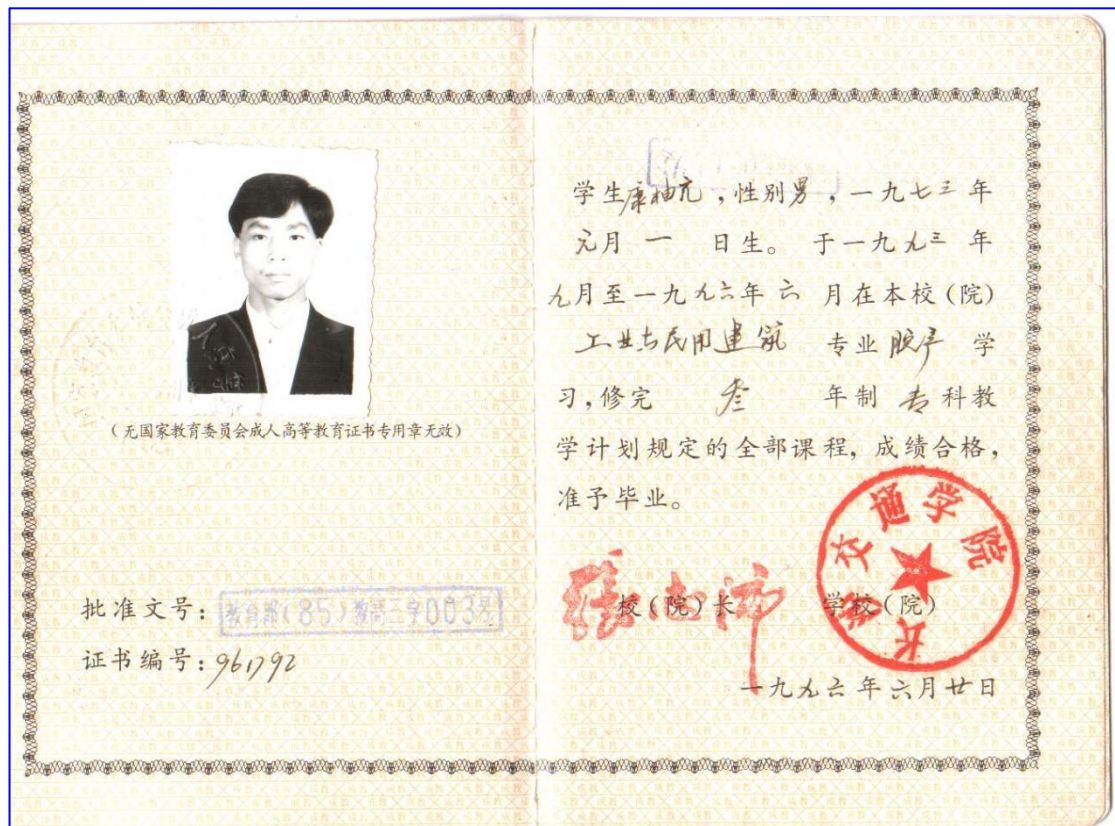 (无国家教育委员会成人高等教育证书专用章无效)
批准文号:教育部(85)教高二字003号
证书编号:961792
学生康柚元,性别男,一九七三年
元月一 日生。于一九九三年
九月至一九九六年六 月在本校(院)
工业与民用建筑 专业脱产 学
习,修完 叁 年制 专科教
学计划规定的全部课程,成绩合格,
准予毕业。
校(院)长 学校(院)
长沙交通学院
一九九六年六月廿日